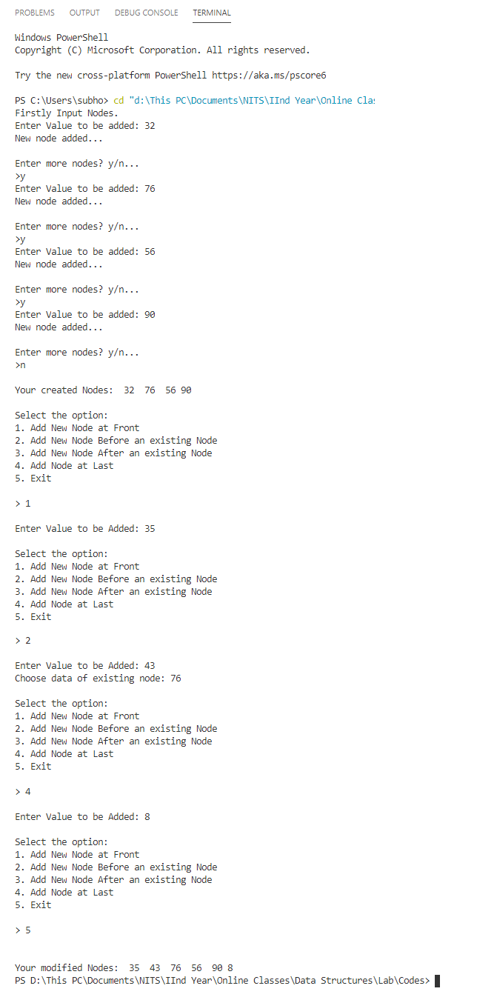 PROBLEMS OUTPUT DEBUG CONSOLE TERMINAL
Windows PowerShell
Copyright (C) Microsoft Corporation. All rights reserved.
Try the new cross-platform PowerShell https://aka.ms/pscore6
PS C:\Users\subho> cd "d:\This PC\Documents\NITS\IInd Year\Online Clas
Firstly Input Nodes.
Enter Value to be added: 32
New node added...
Enter more nodes? y/n...
>y
Enter Value to be added: 76
New node added...
Enter more nodes? y/n...
>y
Enter Value to be added: 56
New node added...
Enter more nodes? y/n...
>y
Enter Value to be added: 90
New node added...
Enter more nodes? y/n...
>n
Your created Nodes:  32  76  56 90
Select the option:
1. Add New Node at Front
2. Add New Node Before an existing Node
3. Add New Node After an existing Node
4. Add Node at Last
5. Exit
> 1
Enter Value to be Added: 35
Select the option:
1. Add New Node at Front
2. Add New Node Before an existing Node
3. Add New Node After an existing Node
4. Add Node at Last
5. Exit
> 2
Enter Value to be Added: 43
Choose data of existing node: 76
Select the option:
1. Add New Node at Front
2. Add New Node Before an existing Node
3. Add New Node After an existing Node
4. Add Node at Last
5. Exit
> 4
Enter Value to be Added: 8
Select the option:
1. Add New Node at Front
2. Add New Node Before an existing Node
3. Add New Node After an existing Node
4. Add Node at Last
5. Exit
> 5
Your modified Nodes:  35  43  76  56  90 8
PS D:\This PC\Documents\NITS\IInd Year\Online Classes\Data Structures\Lab\Codes>